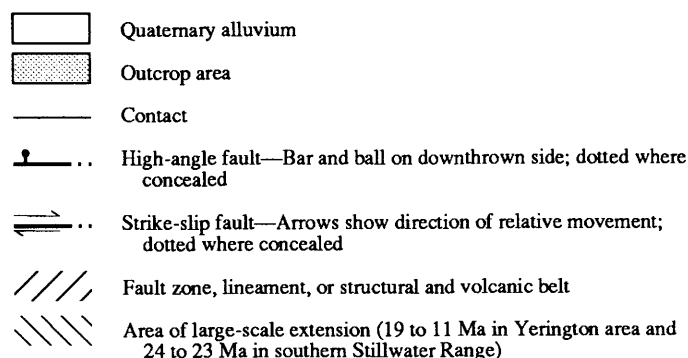 Quaternary alluvium
Outcrop area
Contact
High-angle fault—Bar and ball on downthrown side; dotted where
concealed
Strike-slip fault—Arrows show direction of relative movement;
dotted where concealed
Fault zone, lineament, or structural and volcanic belt
Area of large-scale extension (19 to 11 Ma in Yerington area and
24 to 23 Ma in southern Stillwater Range)